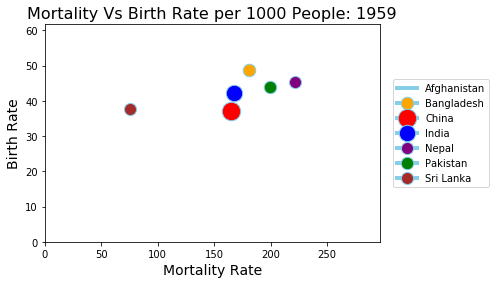 Mortality Vs Birth Rate per 1000 People: 1959
60
50
40
30
20
10
0
Birth Rate
0 50 100 150 200 250
Mortality Rate
Afghanistan
Bangladesh
China
India
Nepal
Pakistan
Sri Lanka